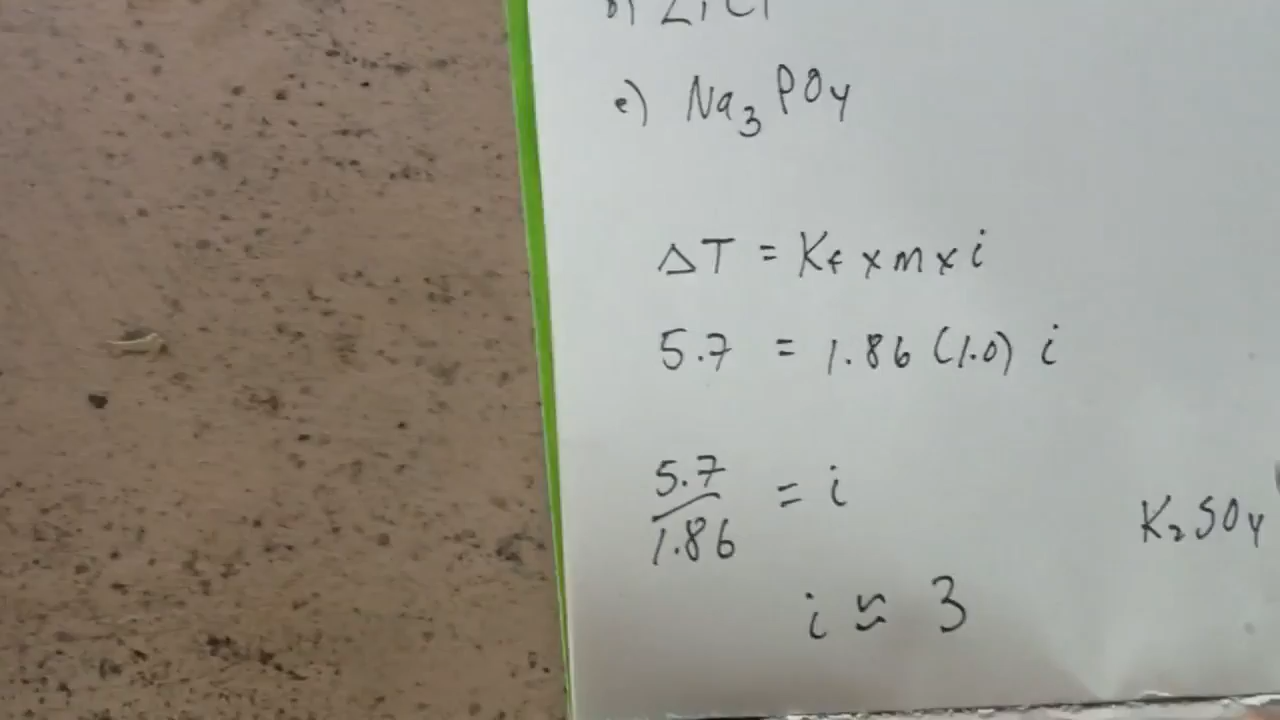 e) Na₃PO₄
ΔT = Kf x m x i
5.7 = 1.86 (1.0) i
5.7/1.86 = i
K₂SO₄
i ≈ 3